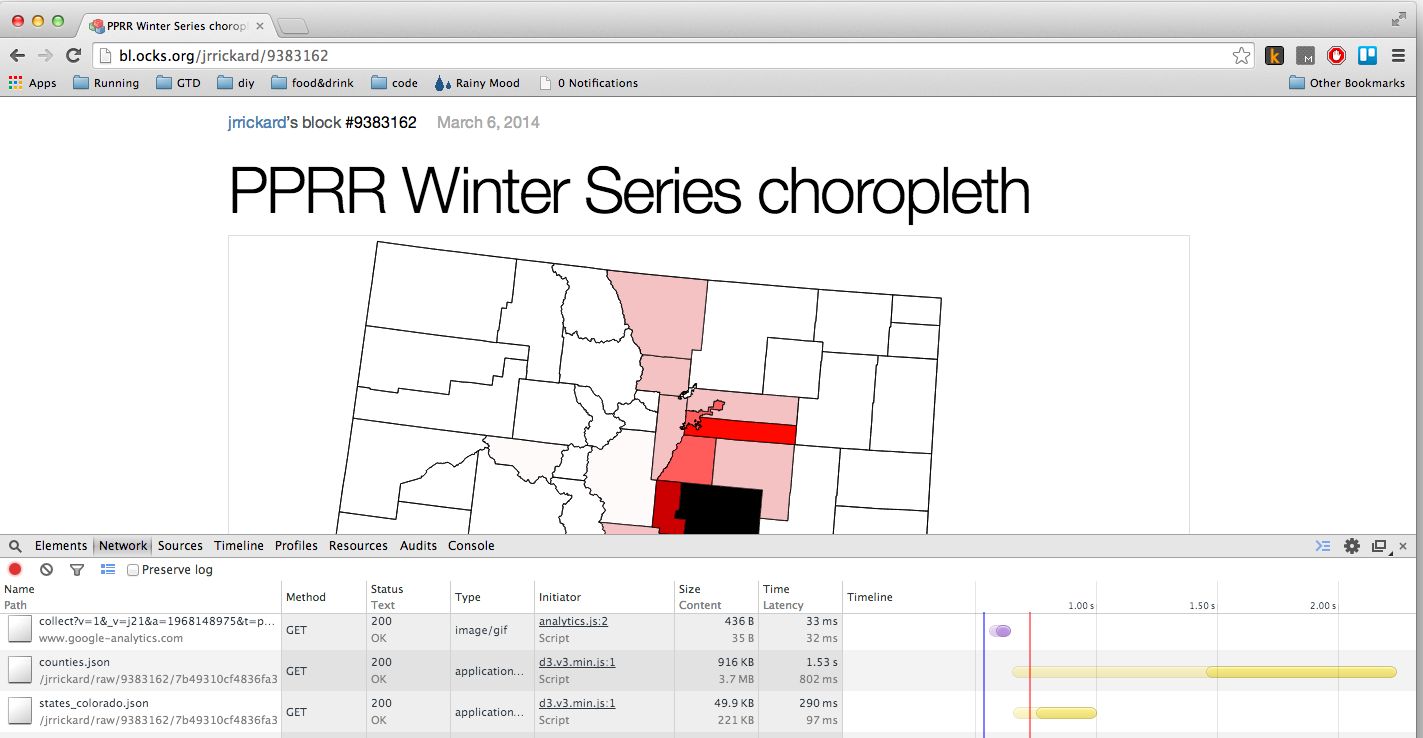 PPRR Winter Series chorop
bl.ocks.org/jrrickard/9383162
Apps Running GTD diy food&drink code Rainy Mood 0 Notifications Other Bookmarks
jrrickard's block #9383162 March 6, 2014
PPRR Winter Series choropleth
Elements Network Sources Timeline Profiles Resources Audits Console
Preserve log
Name Method Status Type Initiator Size Time Timeline
Path Text Content Latency 1.00 s 1.50 s 2.00 s
collect?v=1&_v=j21&a=1968148975&t=p... GET 200 image/gif analytics.js:2 436 B 33 ms
www.google-analytics.com OK Script 35 B 32 ms
counties.json GET 200 application... d3.v3.min.js:1 916 KB 1.53 s
/jrrickard/raw/9383162/7b49310cf4836fa3 OK Script 3.7 MB 802 ms
states_colorado.json GET 200 application... d3.v3.min.js:1 49.9 KB 290 ms
/jrrickard/raw/9383162/7b49310cf4836fa3 OK Script 221 KB 97 ms